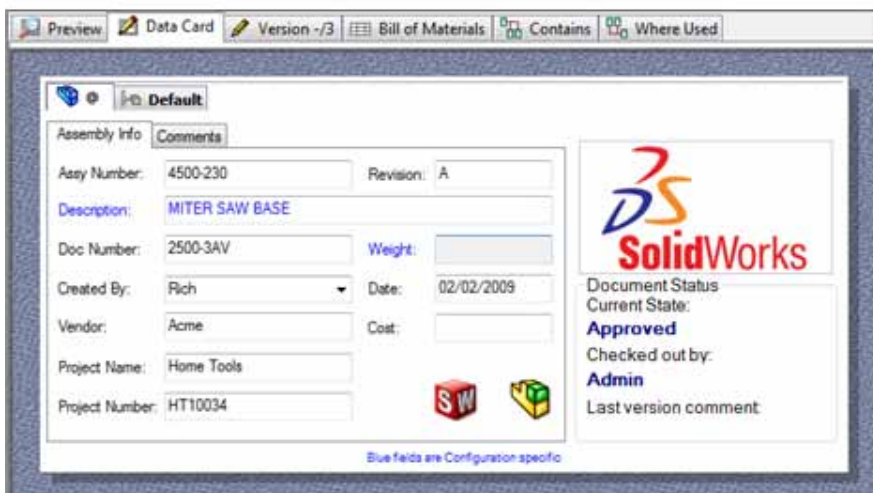 Preview Data Card Version -/3 Bill of Materials Contains Where Used
@ Default
Assembly Info Comments
Assy Number: 4500-230 Revision: A
Description: MITER SAW BASE
Doc Number: 2500-3AV Weight:
Created By: Rich Date: 02/02/2009
Vendor: Acme Cost:
Project Name: Home Tools
Project Number: HT10034
SW
Blue fields are Configuration specific
SolidWorks
Document Status
Current State:
Approved
Checked out by:
Admin
Last version comment: